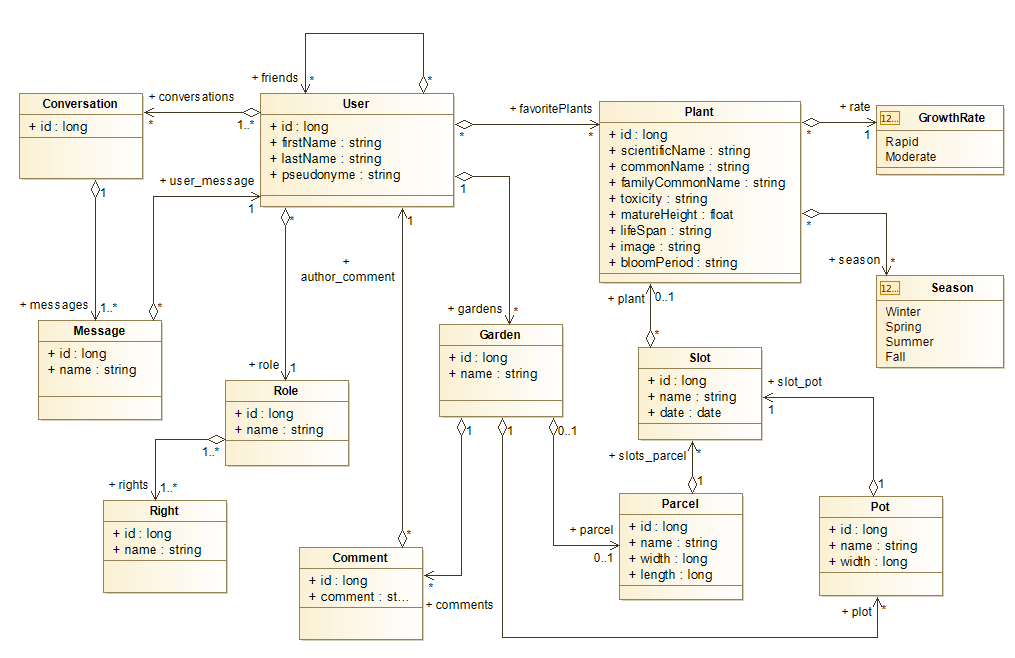 + friends
*
*
Conversation
+ id : long
+ conversations
*
1..*
User
+ id : long
+ firstName : string
+ lastName : string
+ pseudonyme : string
+ favoritePlants
*
*
Plant
+ id : long
+ scientificName : string
+ commonName : string
+ familyCommonName : string
+ toxicity : string
+ matureHeight : float
+ lifeSpan : string
+ image : string
+ bloomPeriod : string
+ rate
*
1
12...
GrowthRate
Rapid
Moderate
+ user_message
1
1
1
*
1
*
+ season
*
12...
Season
Winter
Spring
Summer
Fall
+
author_comment
+ messages
1..*
*
Message
+ id : long
+ name : string
+ gardens
*
Garden
+ id : long
+ name : string
+ plant
0..1
*
Slot
+ id : long
+ name : string
+ date : date
+ slot_pot
1
+ role
1
Role
+ id : long
+ name : string
1
1
0..1
1..*
+ rights
1..*
Right
+ id : long
+ name : string
+ slots_parcel
*
1
1
Parcel
+ id : long
+ name : string
+ width : long
+ length : long
+ parcel
0..1
Pot
+ id : long
+ name : string
+ width : long
*
Comment
+ id : long
+ comment : st...
*
+ comments
+ plot
*